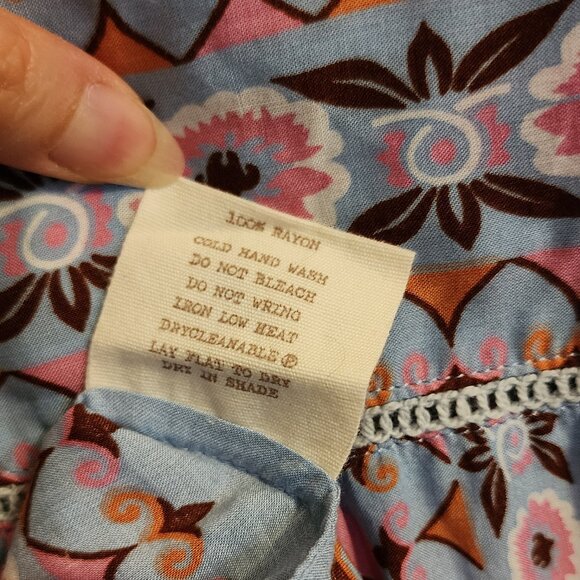 100% RAYON
COLD HAND WASH
DO NOT BLEACH
DO NOT WRING
IRON LOW HEAT
DRYCLEANABLE Ⓟ
LAY FLAT TO DRY
DRY IN SHADE